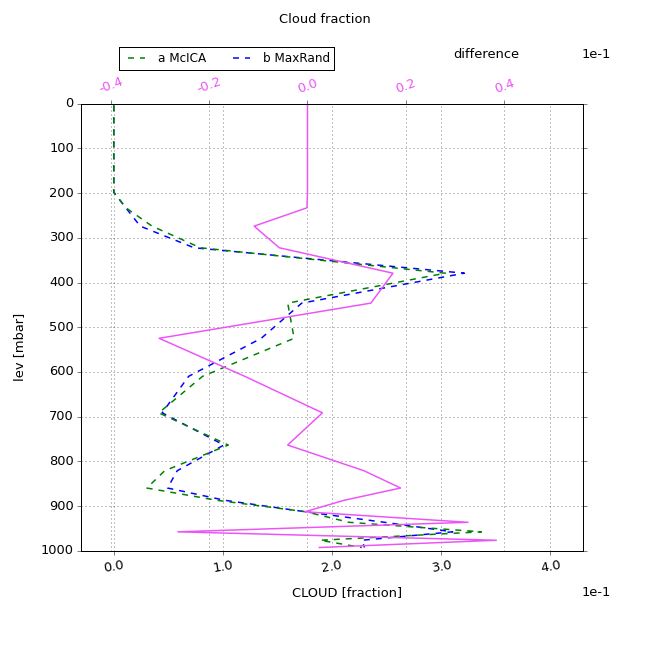 Cloud fraction
a McICA b MaxRand
difference 1e-1
-0.4 -0.2 0.0 0.2 0.4
0
100
200
300
400
500
600
700
800
900
1000
lev [mbar]
0.0 1.0 2.0 3.0 4.0
CLOUD [fraction] 1e-1